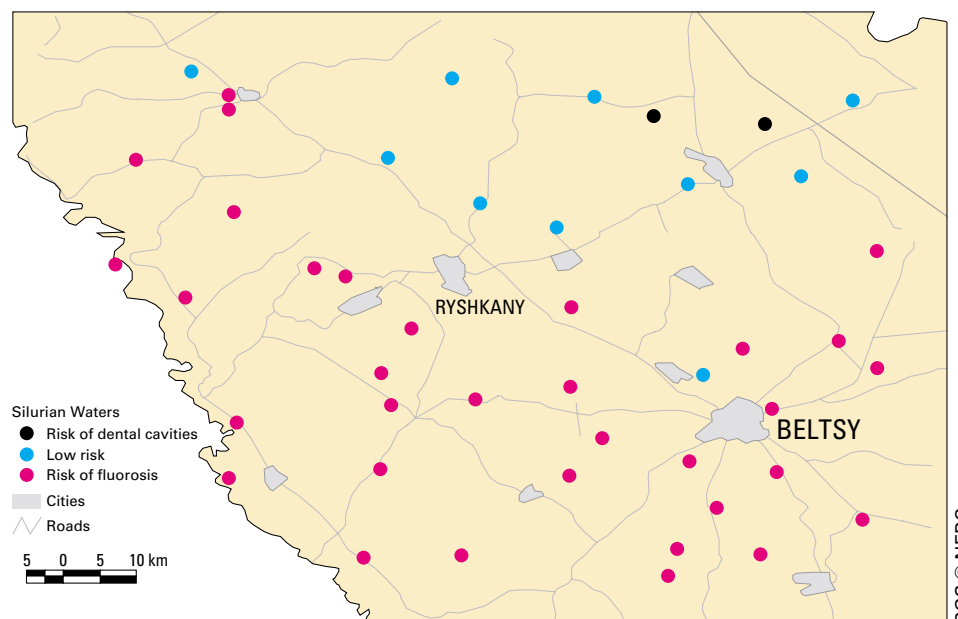 RYSHKANY
BELTSY
Silurian Waters
Risk of dental cavities
Low risk
Risk of fluorosis
Cities
Roads
5 0 5 10 km
© NERC